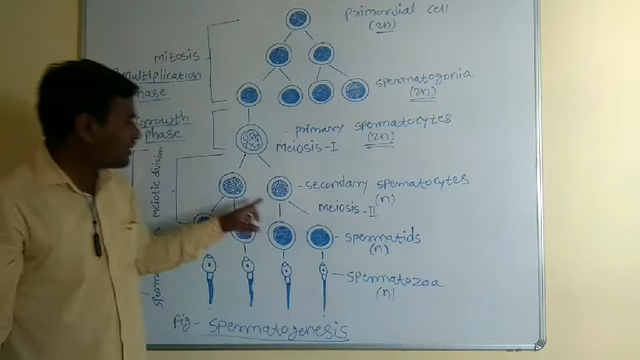 primordial cell
(2n)
mitosis
multiplication
phase
spermatogonia
(2n)
Growth
phase
primary spermatocytes
(2n)
meiosis-I
meiotic division
secondary spermatocytes
(n)
meiosis-II
spermatids
(n)
spermatozoa
(n)
Fig- spermatogenesis